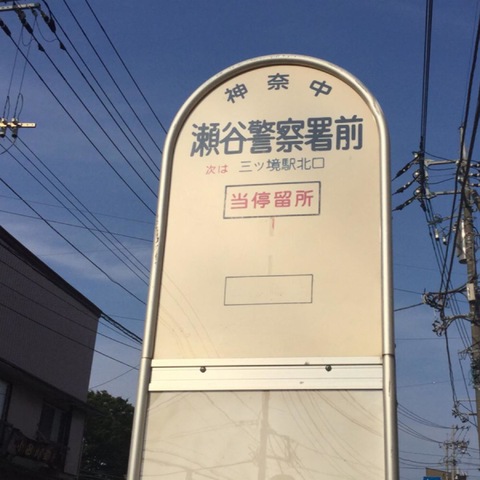 神奈中
瀬谷警察署前
次は 三ツ境駅北口
当停留所